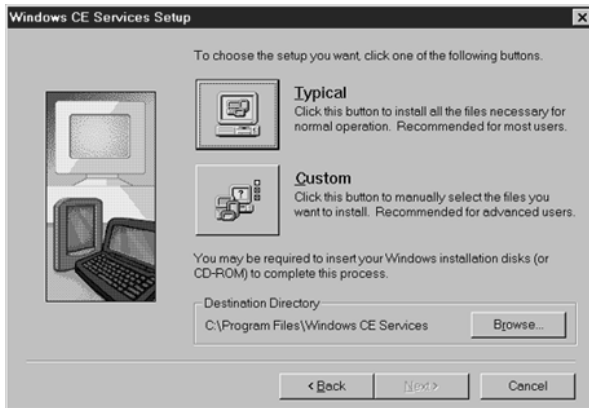 Windows CE Services Setup
To choose the setup you want, click one of the following buttons.
Typical
Click this button to install all the files necessary for
normal operation. Recommended for most users.
Custom
Click this button to manually select the files you
want to install. Recommended for advanced users.
You may be required to insert your Windows installation disks (or
CD-ROM) to complete this process.
Destination Directory
C:\Program Files\Windows CE Services
Browse...
< Back
Next >
Cancel